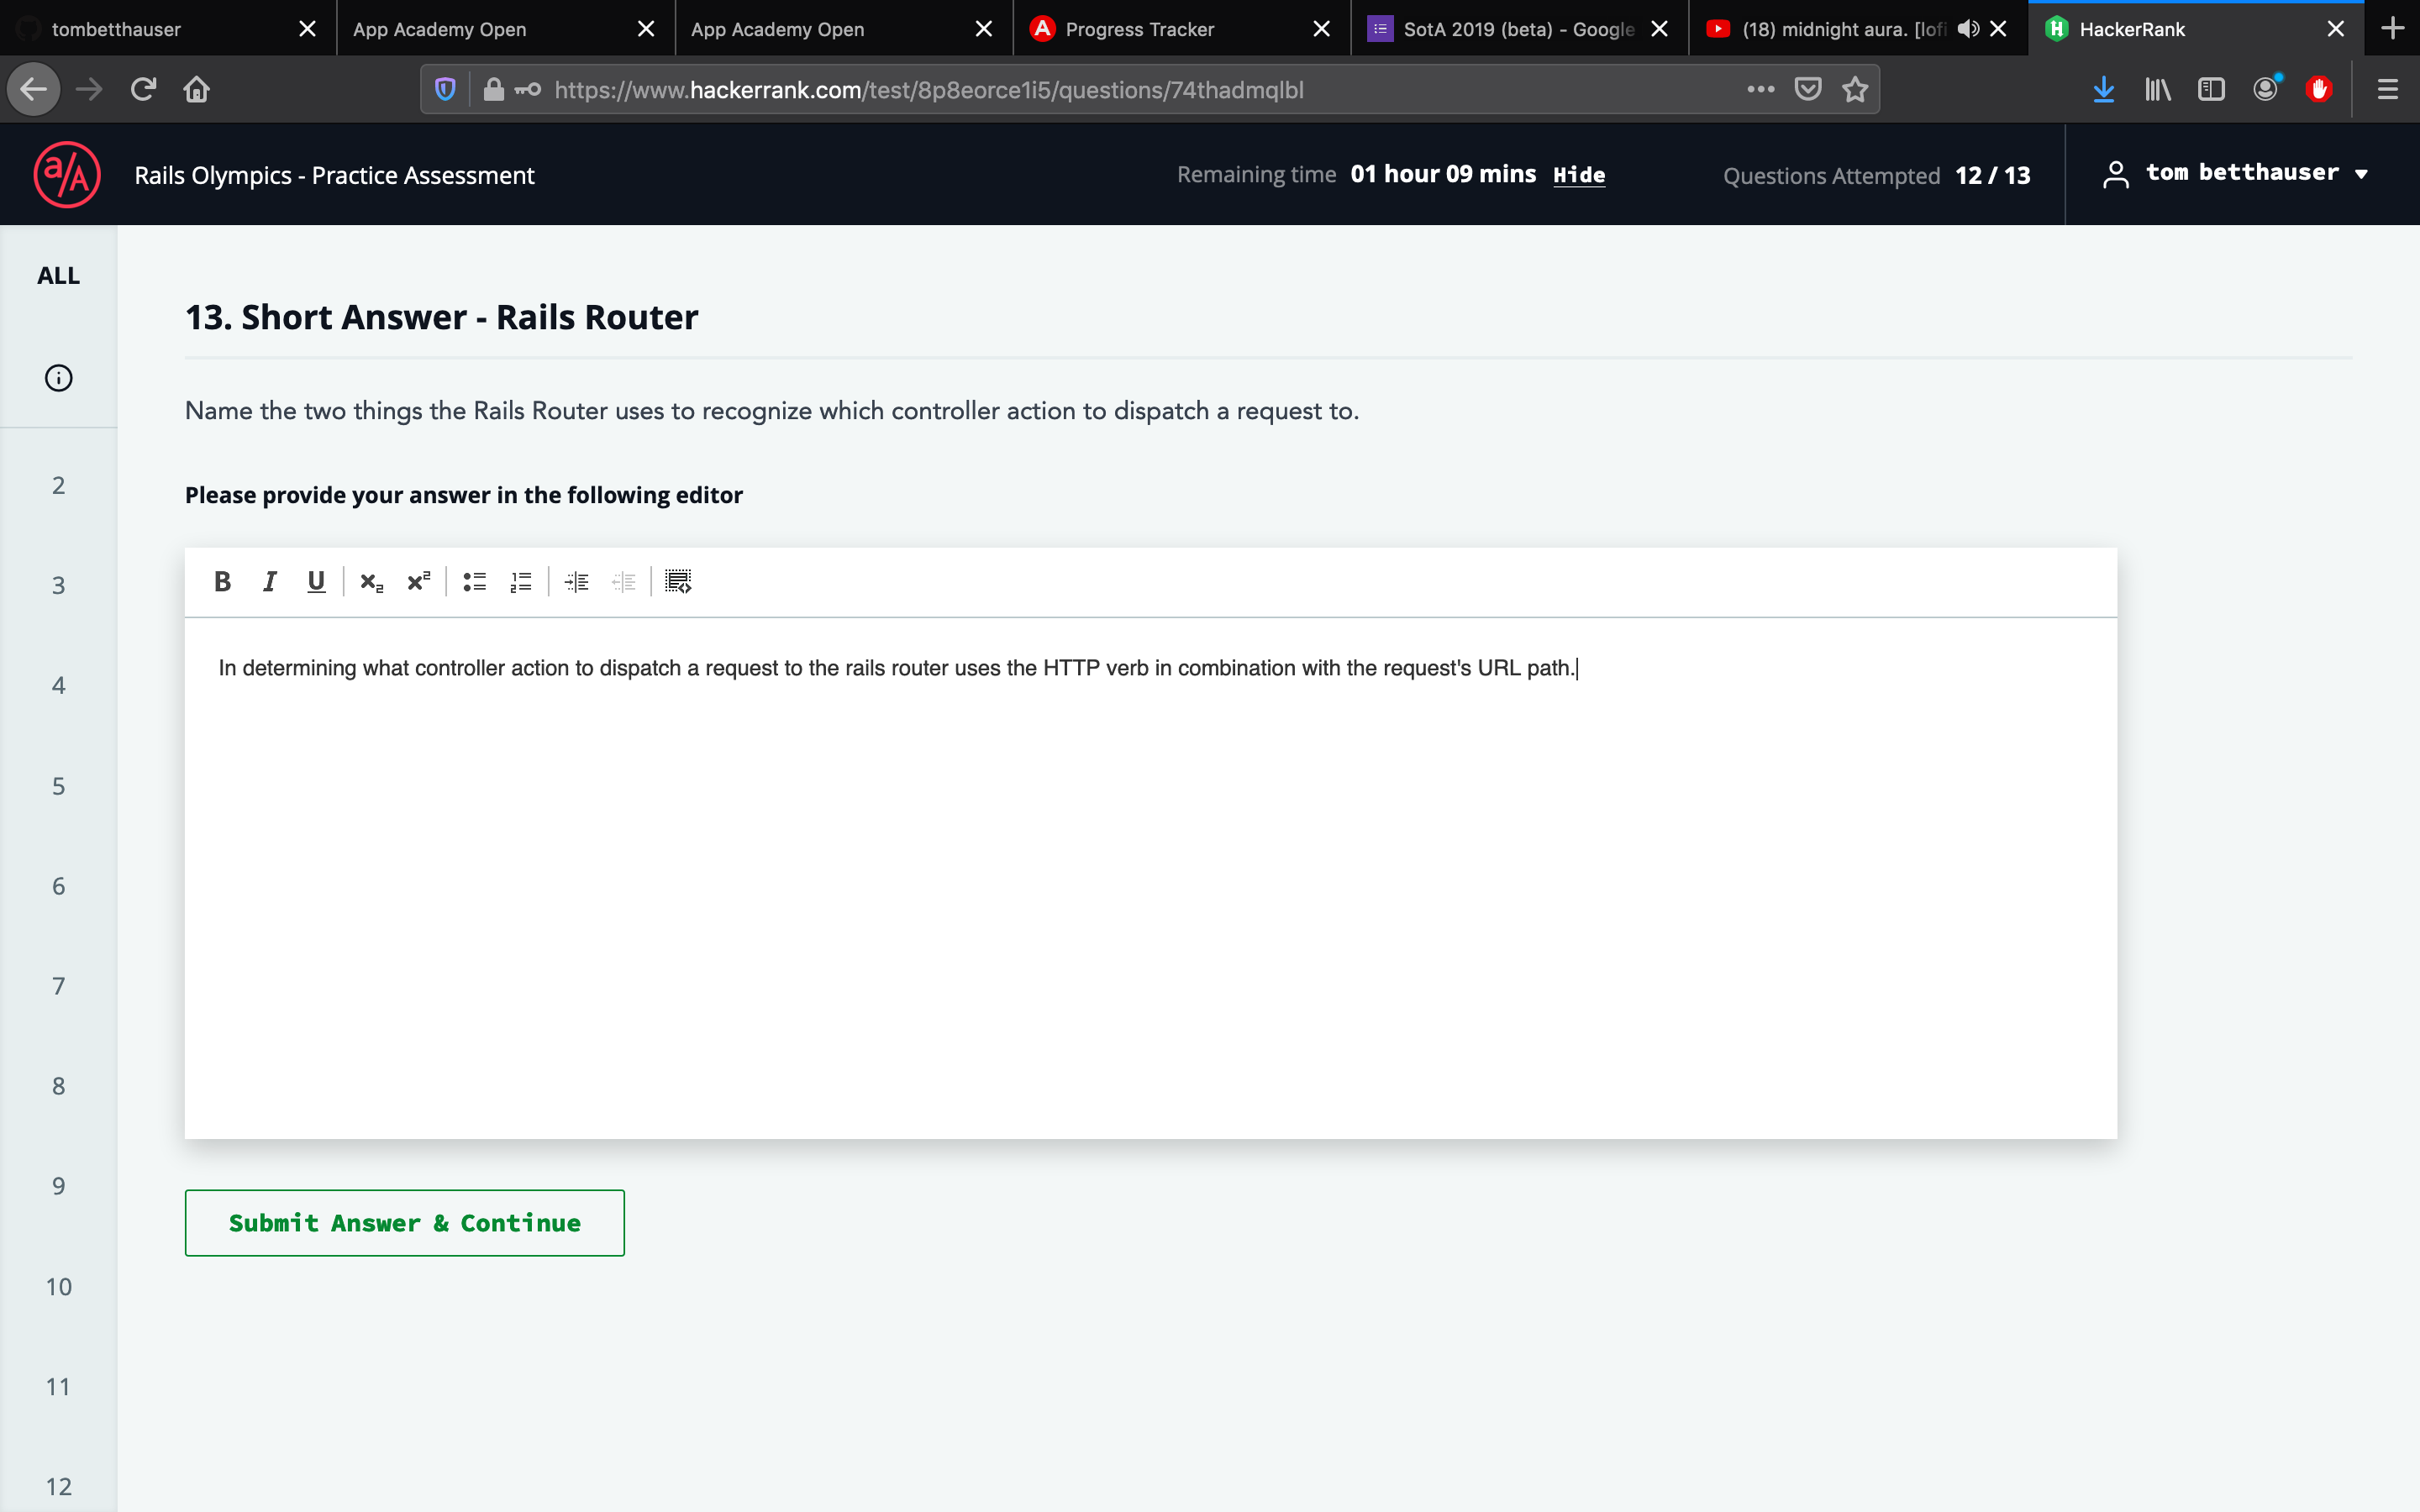 tombetthauser
App Academy Open
App Academy Open
Progress Tracker
SotA 2019 (beta) - Google
(18) midnight aura. [lofi
HackerRank
https://www.hackerrank.com/test/8p8eorce1i5/questions/74thadmqlbl
a/A
Rails Olympics - Practice Assessment
Remaining time 01 hour 09 mins Hide
Questions Attempted 12 / 13
tom betthauser
ALL
2
3
4
5
6
7
8
9
10
11
12
13. Short Answer - Rails Router
Name the two things the Rails Router uses to recognize which controller action to dispatch a request to.
Please provide your answer in the following editor
B I U x₂ x²
In determining what controller action to dispatch a request to the rails router uses the HTTP verb in combination with the request's URL path.
Submit Answer & Continue